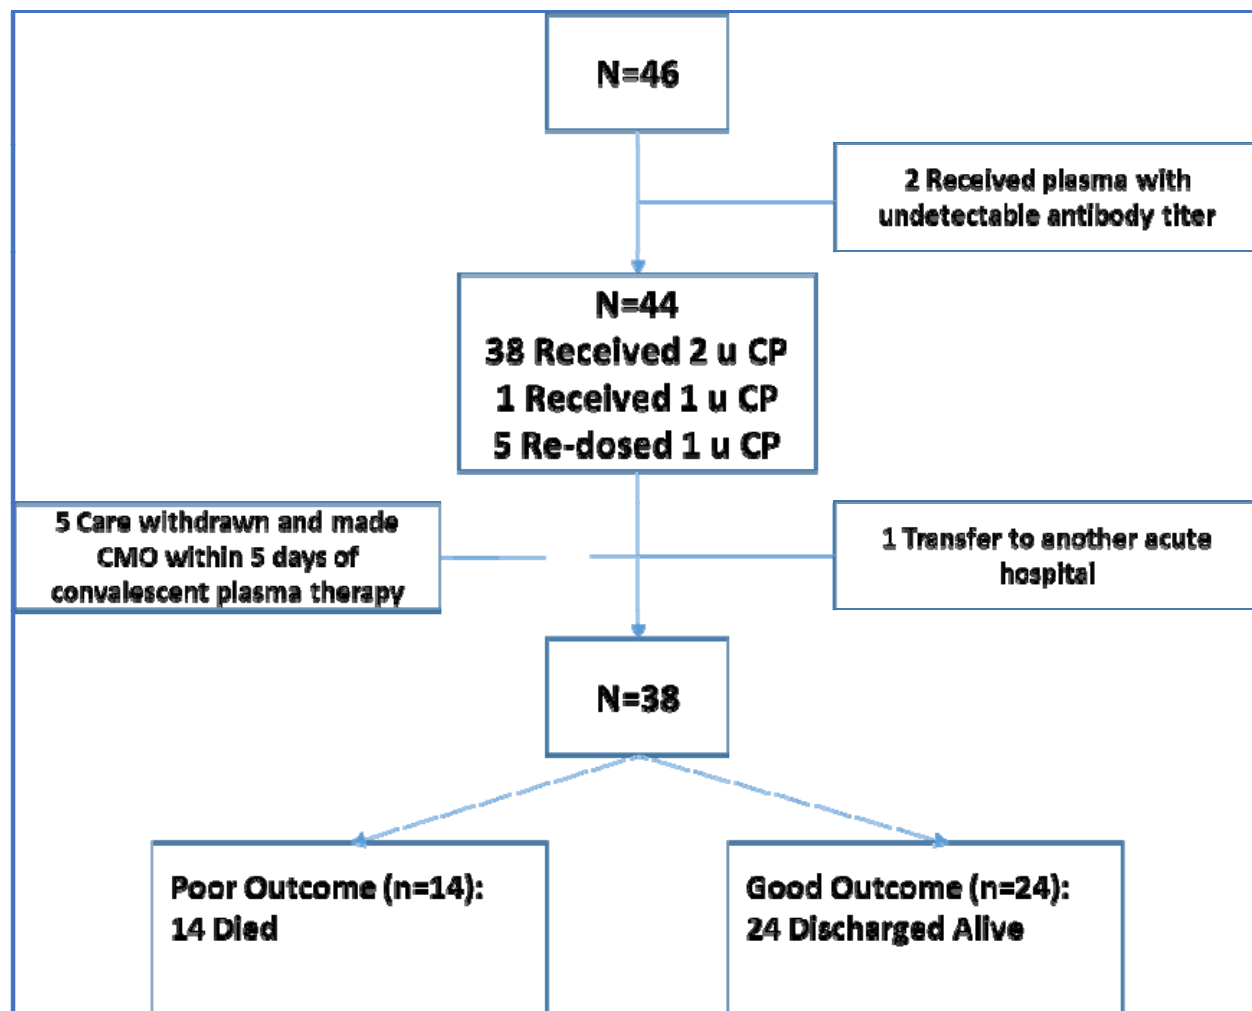 N=46
2 Received plasma with
undetectable antibody titer
N=44
38 Received 2 u CP
1 Received 1 u CP
5 Re-dosed 1 u CP
5 Care withdrawn and made
CMO within 5 days of
convalescent plasma therapy
1 Transfer to another acute
hospital
N=38
Poor Outcome (n=14):
14 Died
Good Outcome (n=24):
24 Discharged Alive